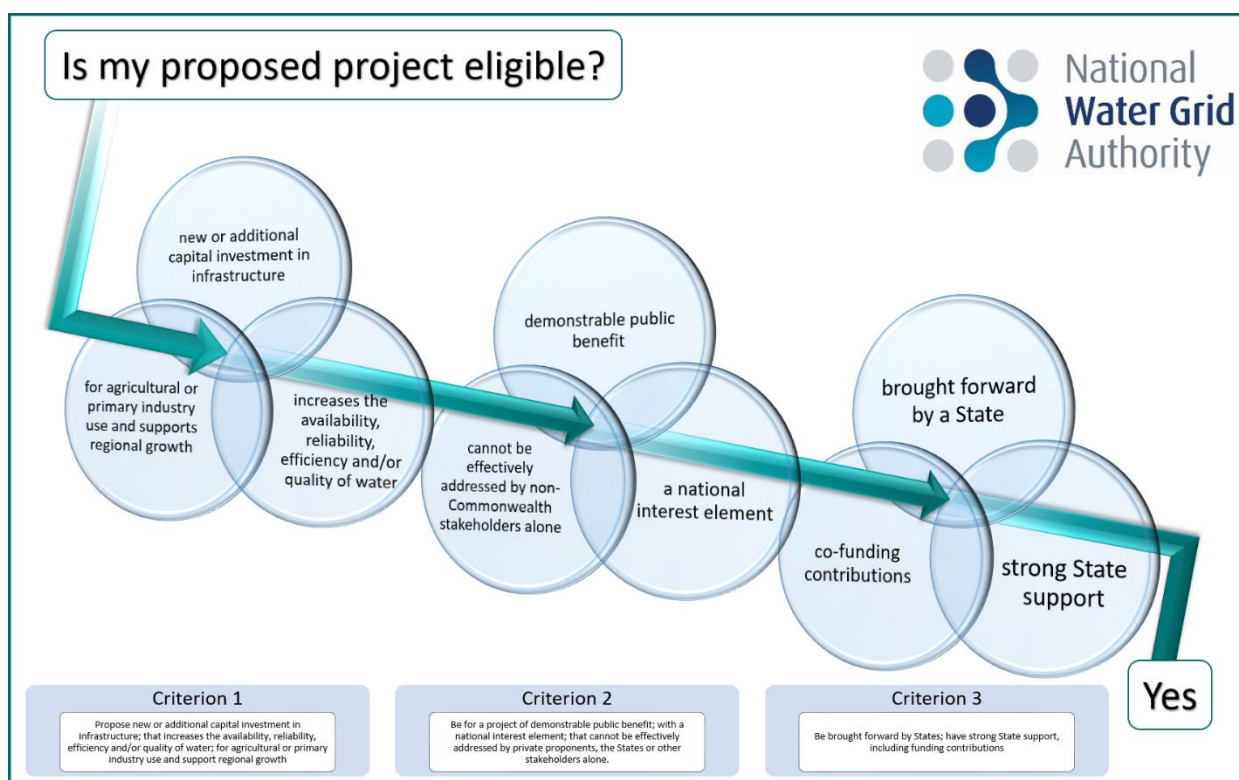 Is my proposed project eligible?
National
Water Grid
Authority
new or additional
capital investment in
infrastructure
for agricultural or
primary industry
use and supports
regional growth
increases the
availability,
reliability,
efficiency and/or
quality of water
demonstrable public
benefit
cannot be
effectively
addressed by non-
Commonwealth
stakeholders alone
a national
interest element
brought forward
by a State
co-funding
contributions
strong State
support
Yes
Criterion 1
Propose new or additional capital investment in
infrastructure; that increases the availability, reliability,
efficiency and/or quality of water; for agricultural or primary
industry use and support regional growth
Criterion 2
Be for a project of demonstrable public benefit; with a
national interest element; that cannot be effectively
addressed by private proponents, the States or other
stakeholders alone.
Criterion 3
Be brought forward by States; have strong State support,
including funding contributions